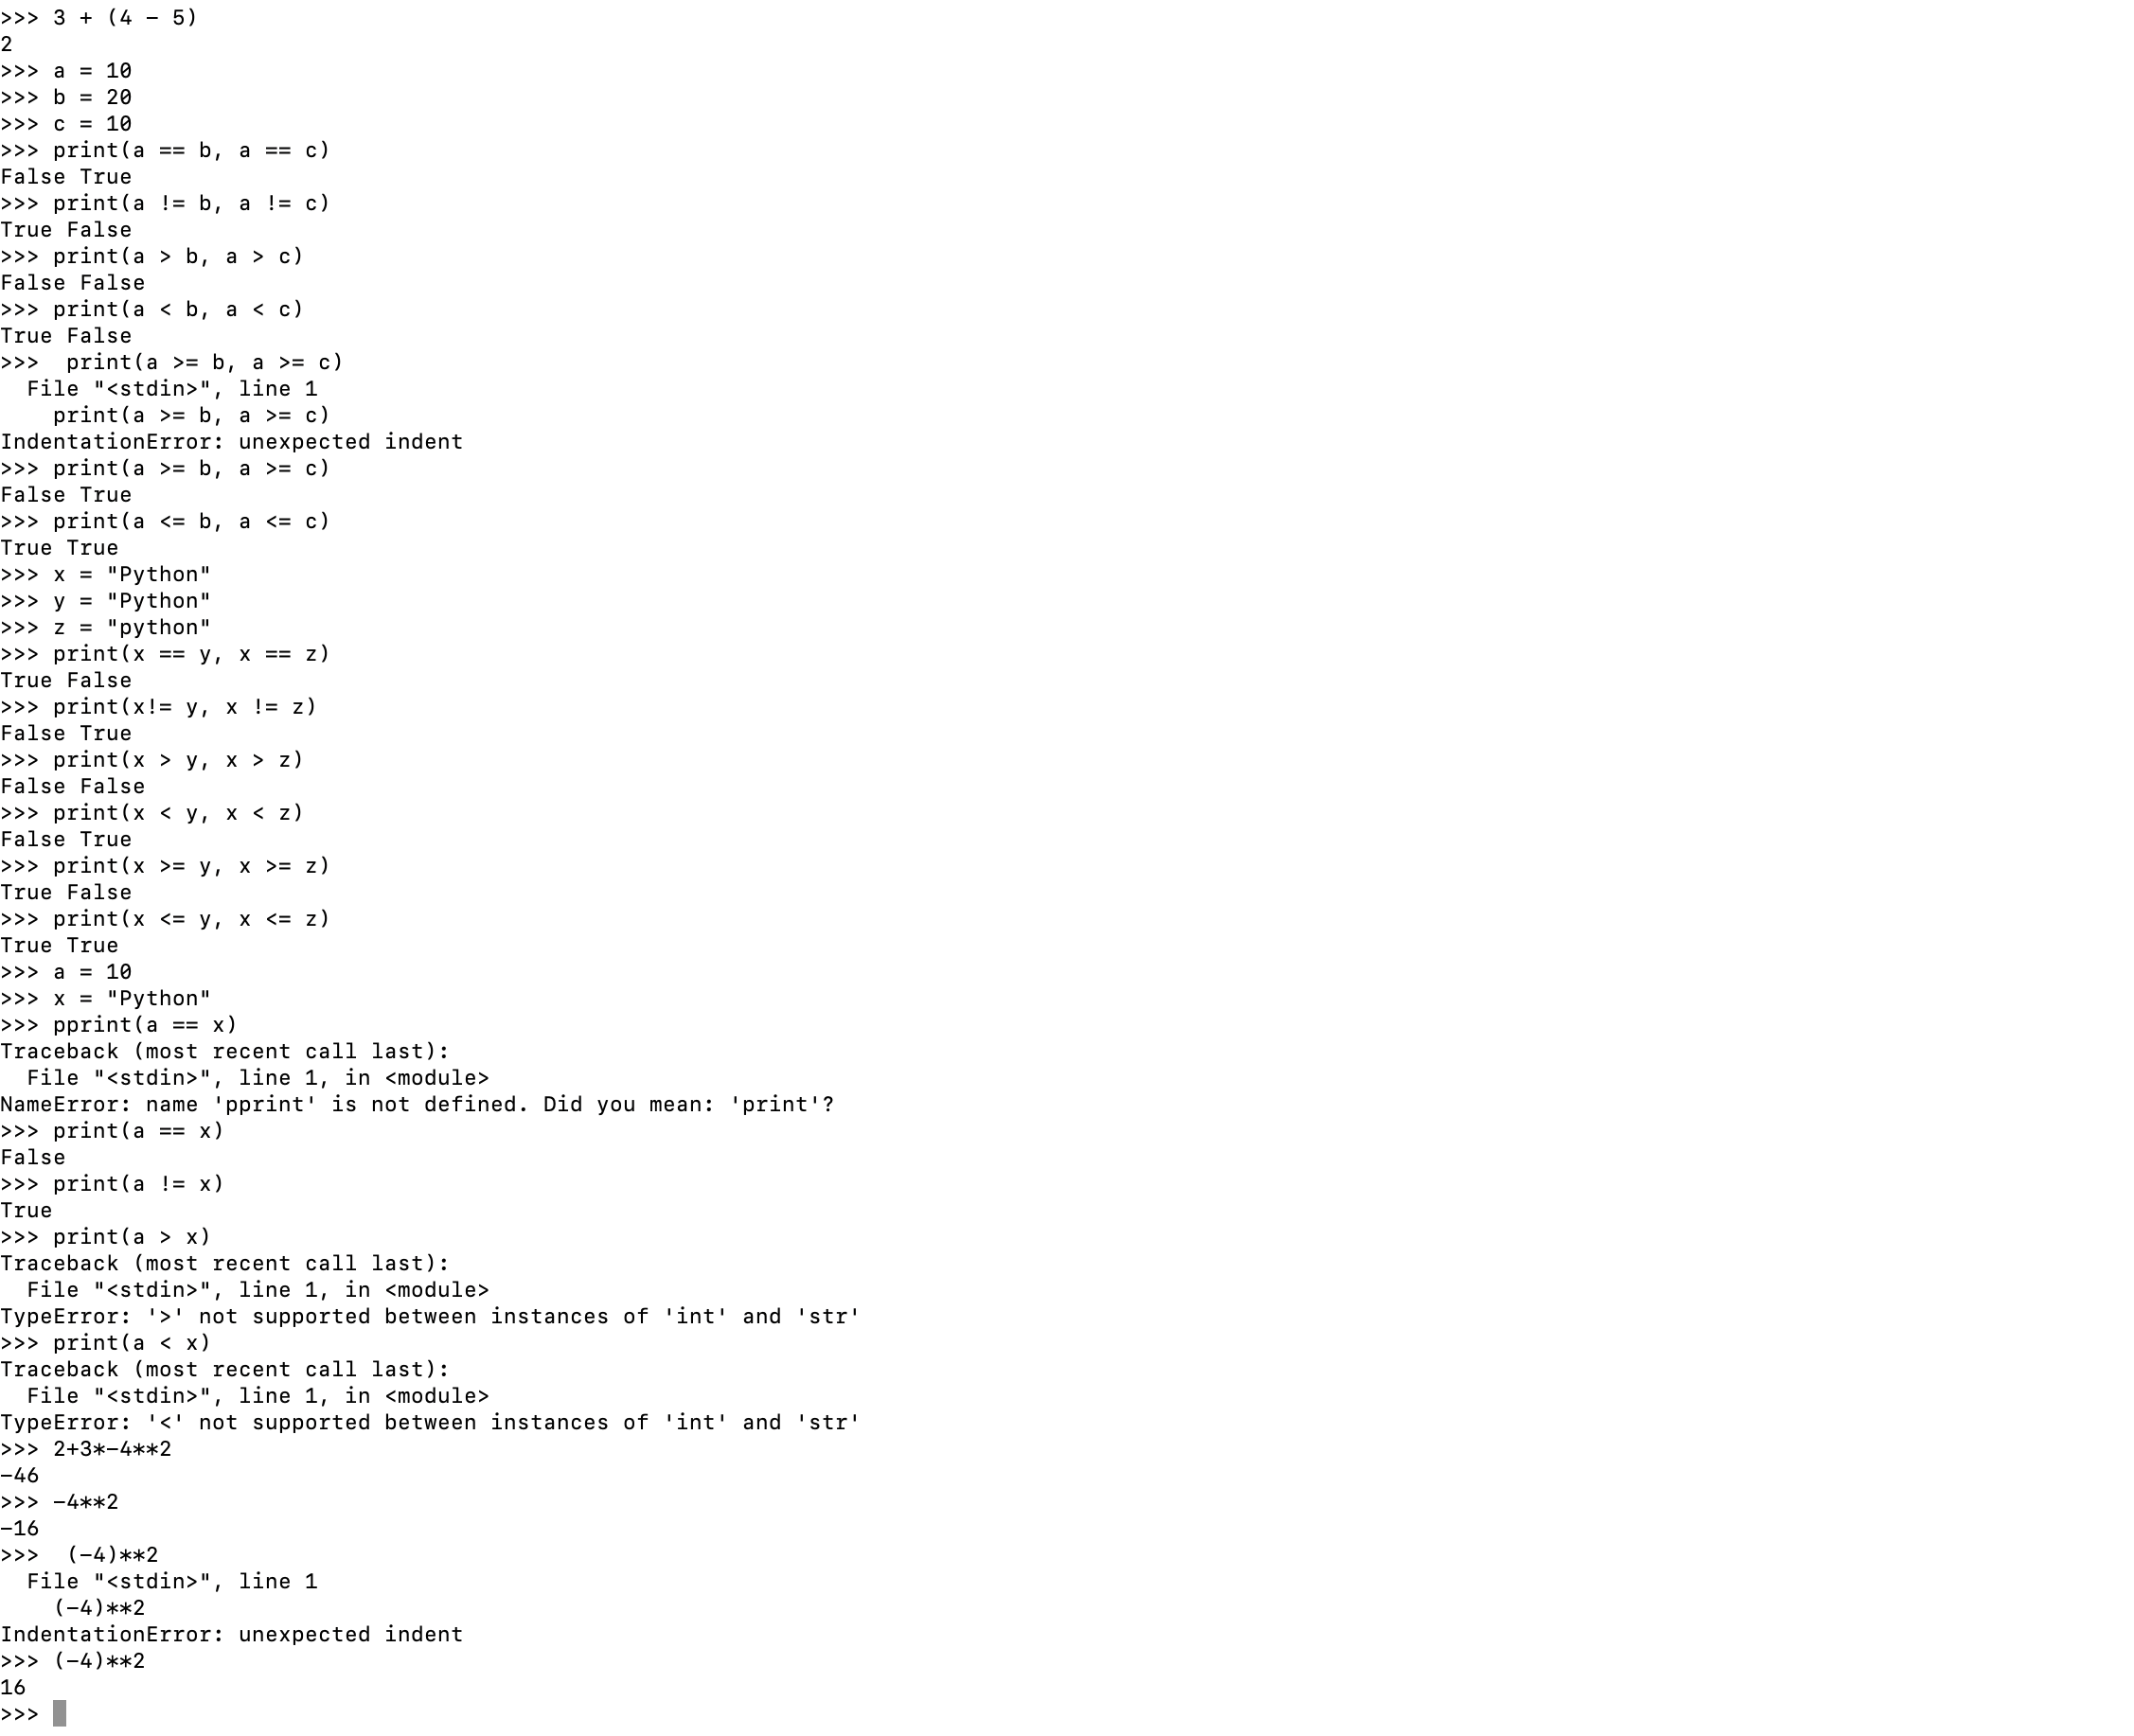 >>> 3 + (4 - 5)
2
>>> a = 10
>>> b = 20
>>> c = 10
>>> print(a == b, a == c)
False True
>>> print(a != b, a != c)
True False
>>> print(a > b, a > c)
False False
>>> print(a < b, a < c)
True False
>>>  print(a >= b, a >= c)
  File "<stdin>", line 1
    print(a >= b, a >= c)
IndentationError: unexpected indent
>>> print(a >= b, a >= c)
False True
>>> print(a <= b, a <= c)
True True
>>> x = "Python"
>>> y = "Python"
>>> z = "python"
>>> print(x == y, x == z)
True False
>>> print(x!= y, x != z)
False True
>>> print(x > y, x > z)
False False
>>> print(x < y, x < z)
False True
>>> print(x >= y, x >= z)
True False
>>> print(x <= y, x <= z)
True True
>>> a = 10
>>> x = "Python"
>>> pprint(a == x)
Traceback (most recent call last):
  File "<stdin>", line 1, in <module>
NameError: name 'pprint' is not defined. Did you mean: 'print'?
>>> print(a == x)
False
>>> print(a != x)
True
>>> print(a > x)
Traceback (most recent call last):
  File "<stdin>", line 1, in <module>
TypeError: '>' not supported between instances of 'int' and 'str'
>>> print(a < x)
Traceback (most recent call last):
  File "<stdin>", line 1, in <module>
TypeError: '<' not supported between instances of 'int' and 'str'
>>> 2+3*-4**2
-46
>>> -4**2
-16
>>>  (-4)**2
  File "<stdin>", line 1
    (-4)**2
IndentationError: unexpected indent
>>> (-4)**2
16
>>>